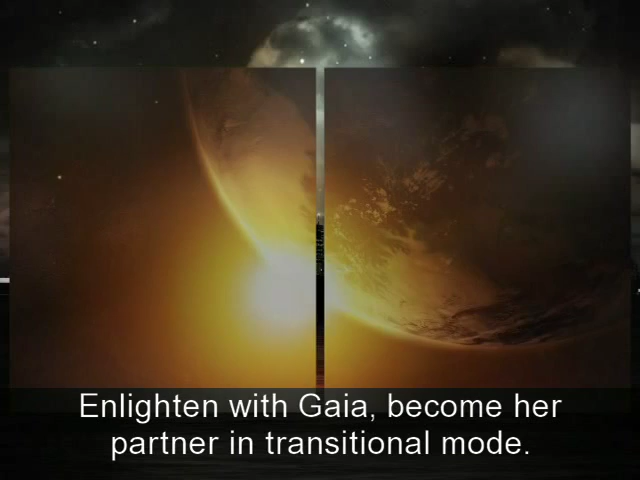 Enlighten with Gaia, become her
partner in transitional mode.